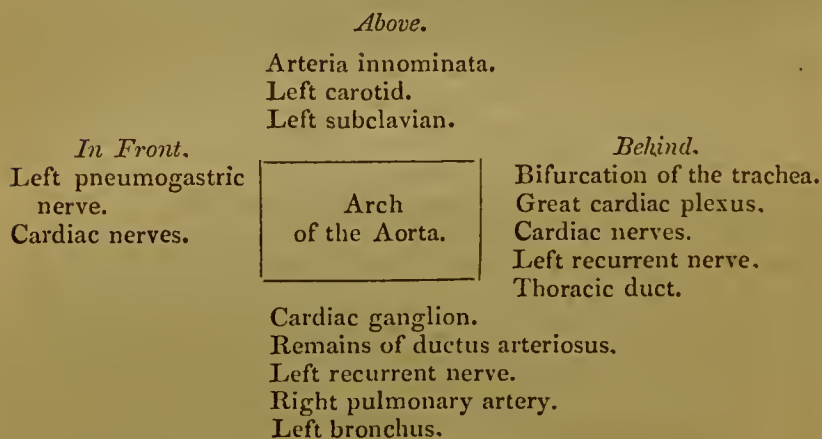 Above.
Arteria innominata.
Left carotid.
Left subclavian.
In Front.
Left pneumogastric
nerve.
Cardiac nerves.
Arch
of the Aorta.
Behind.
Bifurcation of the trachea.
Great cardiac plexus.
Cardiac nerves.
Left recurrent nerve.
Thoracic duct.
Cardiac ganglion.
Remains of ductus arteriosus.
Left recurrent nerve.
Right pulmonary artery.
Left bronchus.